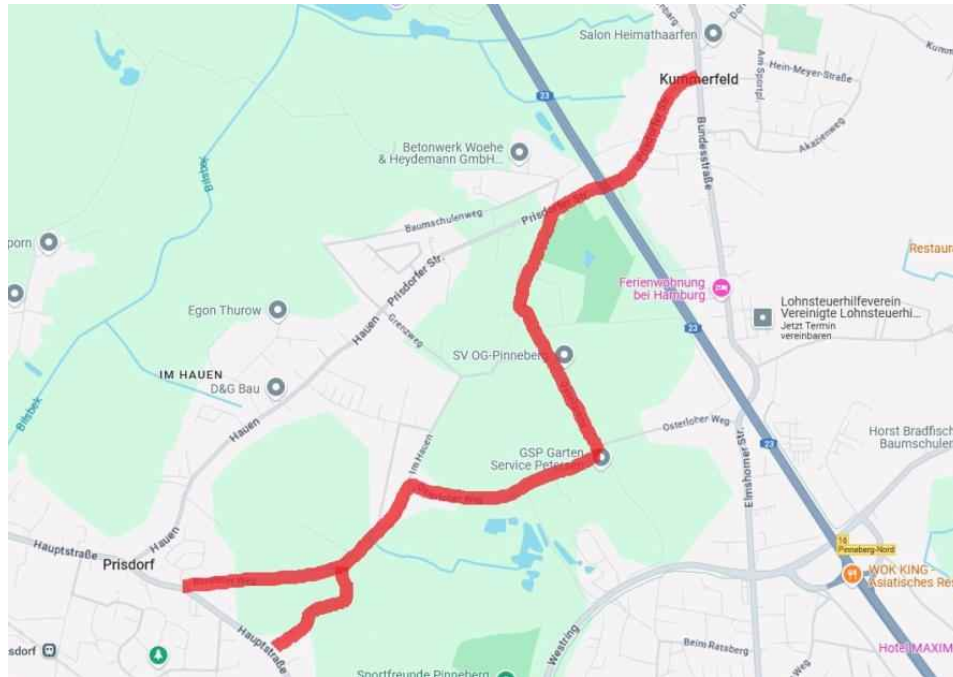 Salon Heimathaarfen
Kummerfeld
Hein-Meyer-Straße
Am Sportpl.
Akazienweg
Bundesstraße
23
Betonwerk Woehe
& Heydemann GmbH...
Bilsbek
Prisdorfer Str.
Baumschulenweg
porn
Prisdorfer Str.
Restaur
Ferienwohnung
bei Hamburg
Lohnsteuerhilfeverein
Vereinigte Lohnsteuerhi...
Jetzt Termin
vereinbaren
Egon Thurow
Hauen
Grenzweg
23
SV OG-Pinneberg
IM HAUEN
D&G Bau
Bilsbek
Hauen
Osterloher Weg
Elmshorner Str.
23
Horst Bradfisch
Baumschulen
GSP Garten
Service Petersen
Im Hauen
Hauptstraße
Hauen
Prisdorf
16
Pinneberg-Nord
WOK KING -
Asiatisches Res
Hauptstraße
Westring
Beim Ratsberg
Hotel MAXIM
sdorf
Sportfreunde Pinneberg